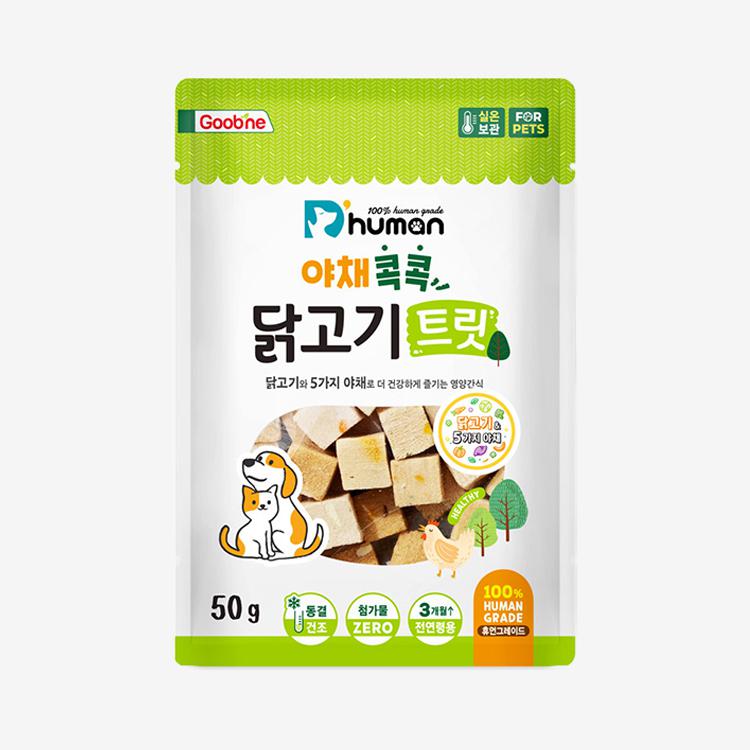 Goobne
실온
보관
FOR
PETS
100% human grade
D'human
야채 콕콕
닭고기 트릿
닭고기와 5가지 야채로 더 건강하게 즐기는 영양간식
닭고기 &
5가지 야채
HEALTHY
50 g
동결
건조
첨가물
ZERO
3개월↑
전연령용
100%
HUMAN
GRADE
휴먼그레이드